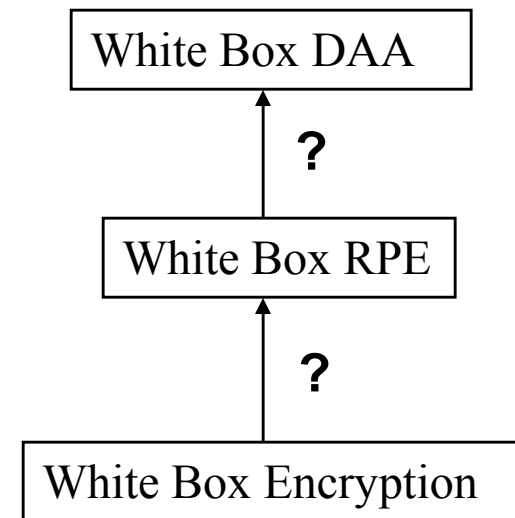 White Box DAA
?
White Box RPE
?
White Box Encryption